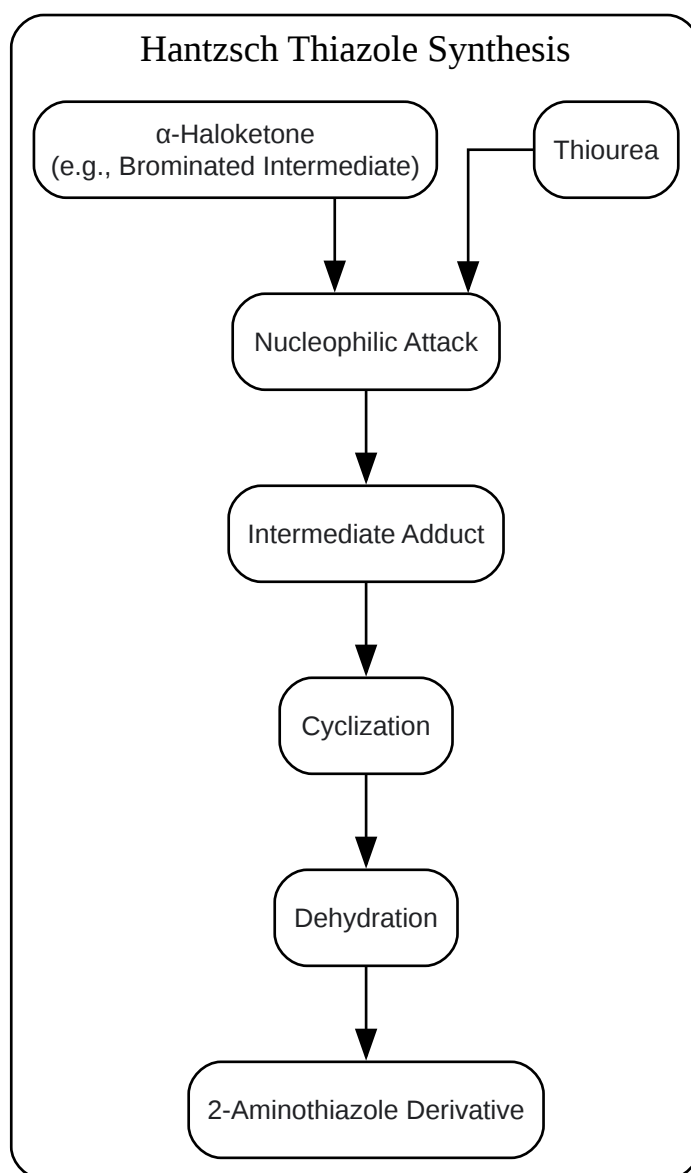 Hantzsch Thiazole Synthesis
α-Haloketone
(e.g., Brominated Intermediate)
Thiourea
Nucleophilic Attack
Intermediate Adduct
Cyclization
Dehydration
2-Aminothiazole Derivative